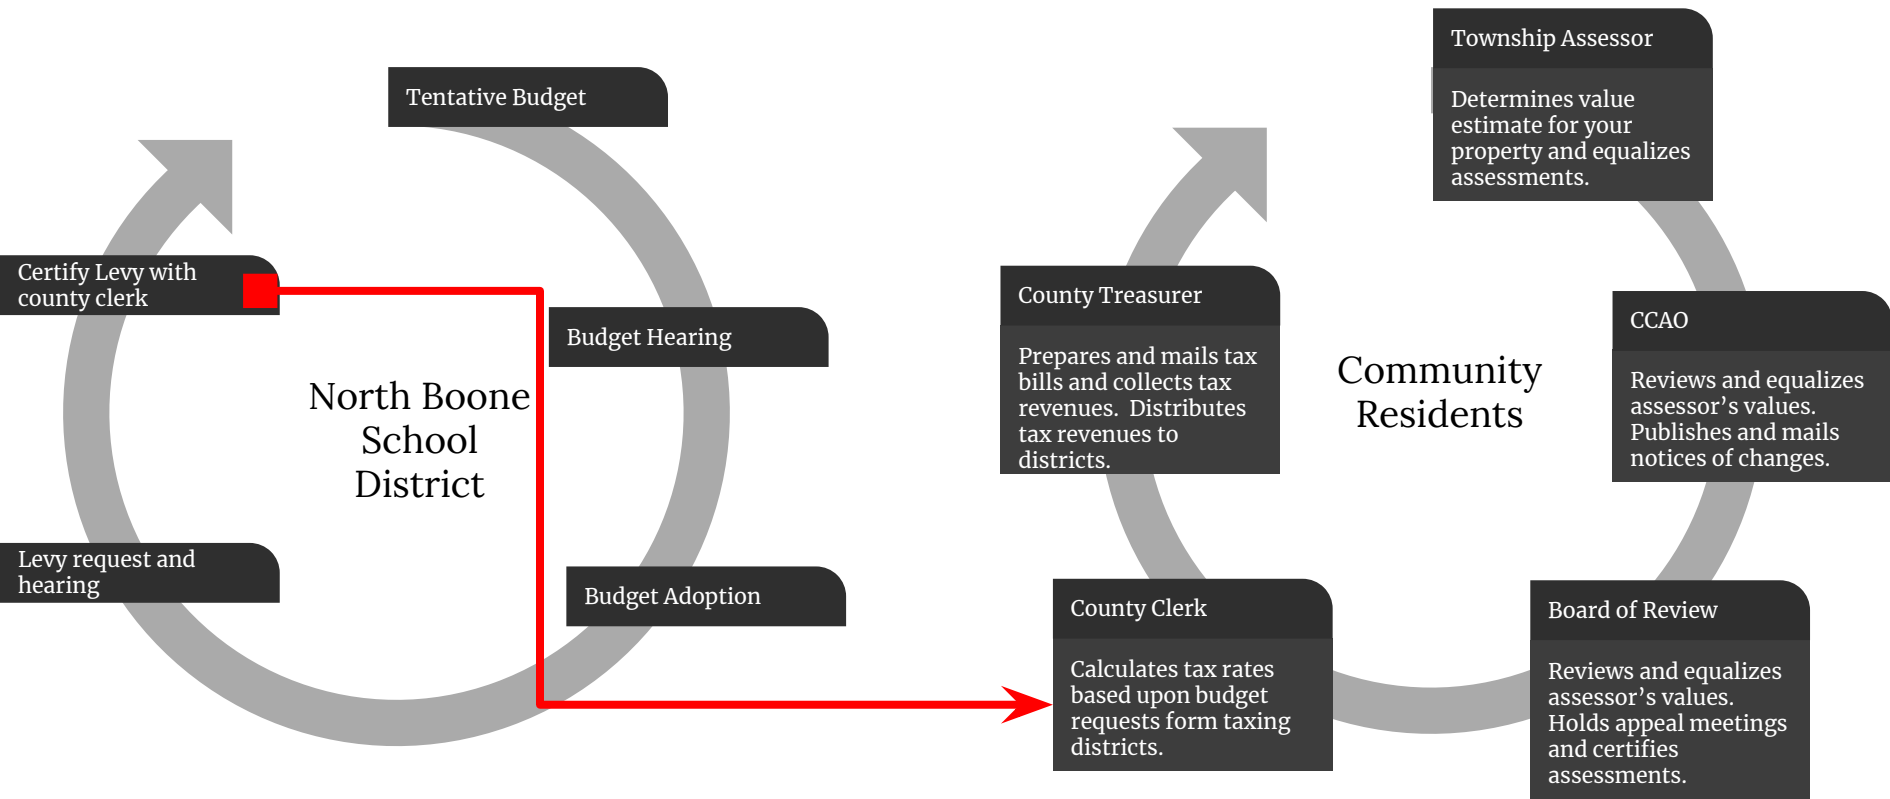 Tentative Budget
Budget Hearing
Budget Adoption
Levy request and
hearing
Certify Levy with
county clerk
North Boone
School
District
Township Assessor
Determines value
estimate for your
property and equalizes
assessments.
CCAO
Reviews and equalizes
assessor’s values.
Publishes and mails
notices of changes.
Board of Review
Reviews and equalizes
assessor’s values.
Holds appeal meetings
and certifies
assessments.
County Clerk
Calculates tax rates
based upon budget
requests form taxing
districts.
County Treasurer
Prepares and mails tax
bills and collects tax
revenues.  Distributes
tax revenues to
districts.
Community
Residents